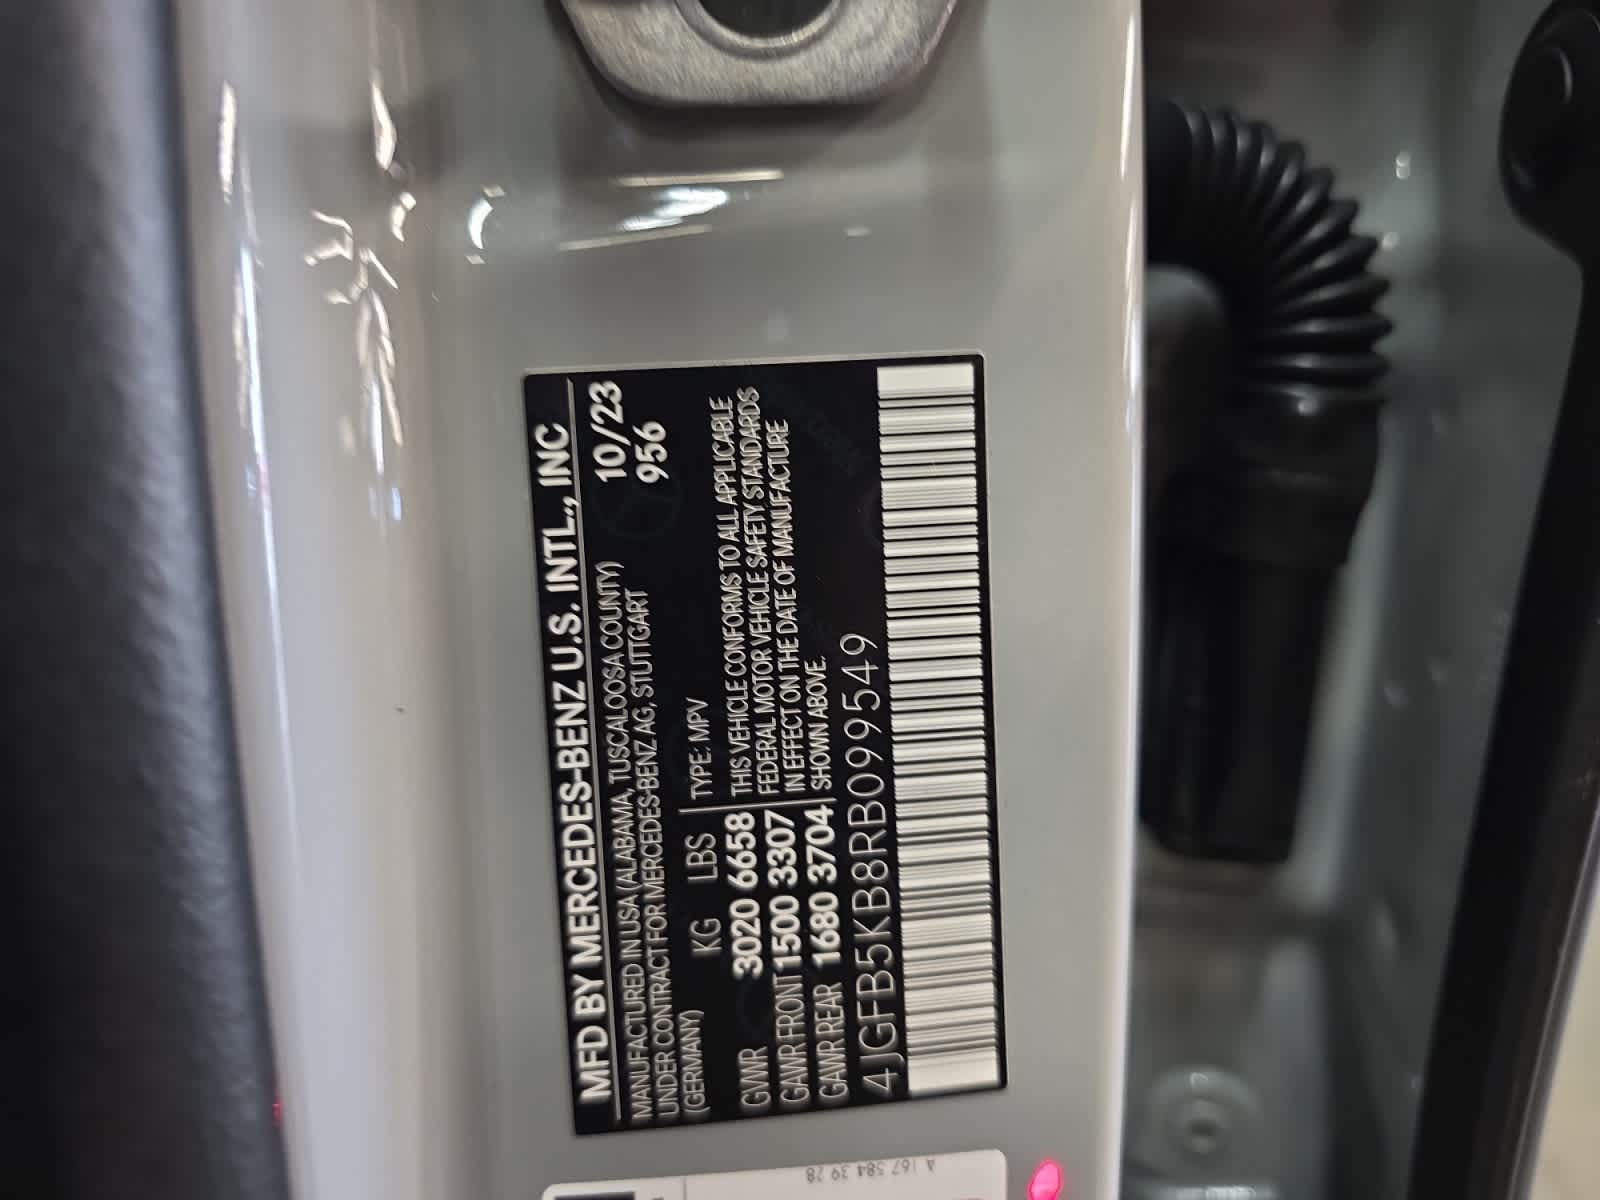 MFD BY MERCEDES-BENZ U.S. INTL., INC
MANUFACTURED IN USA (ALABAMA, TUSCALOOSA COUNTY) 10/23
UNDER CONTRACT FOR MERCEDES-BENZ AG, STUTTGART 956
(GERMANY)
KG LBS TYPE: MPV
GVWR 3020 6658 THIS VEHICLE CONFORMS TO ALL APPLICABLE
FEDERAL MOTOR VEHICLE SAFETY STANDARDS
GAWR FRONT 1500 3307 IN EFFECT ON THE DATE OF MANUFACTURE
GAWR REAR 1680 3704 SHOWN ABOVE.
4JGFB5KB8RB099549
A 167 584 39 28